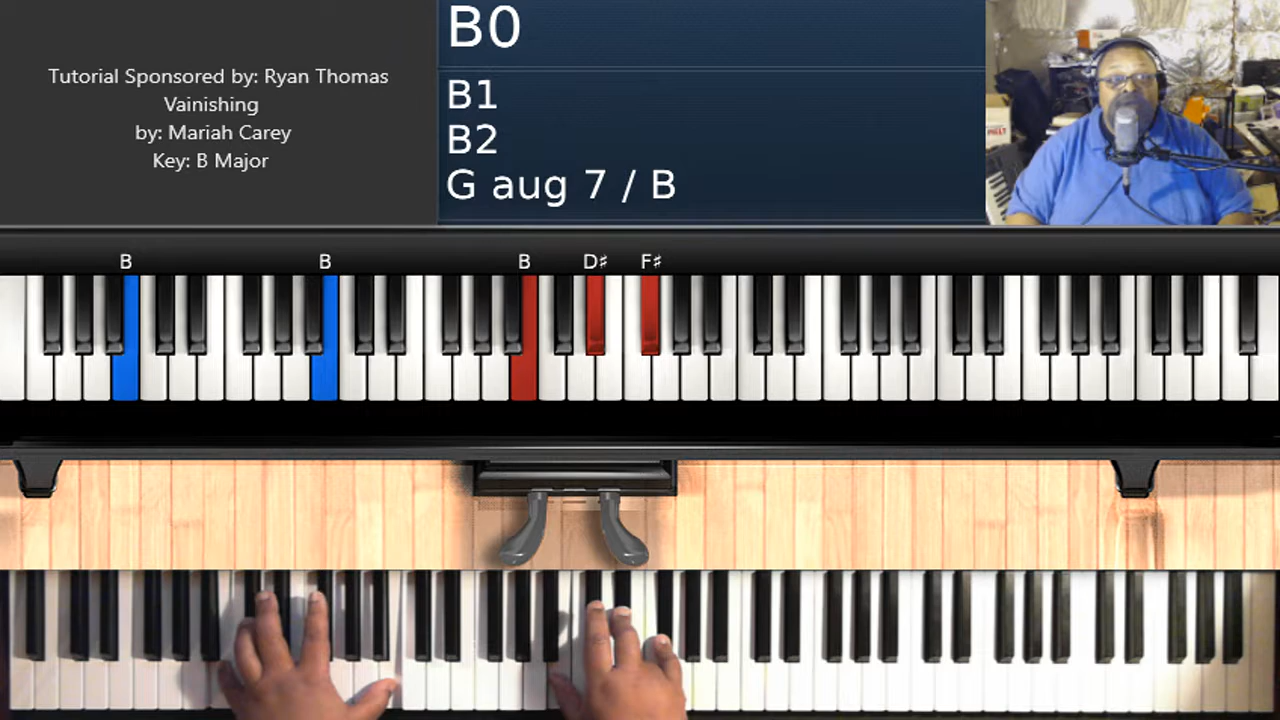 Tutorial Sponsored by: Ryan Thomas
Vainishing
by: Mariah Carey
Key: B Major
B0
B1
B2
G aug 7 / B
B B B D♯ F♯